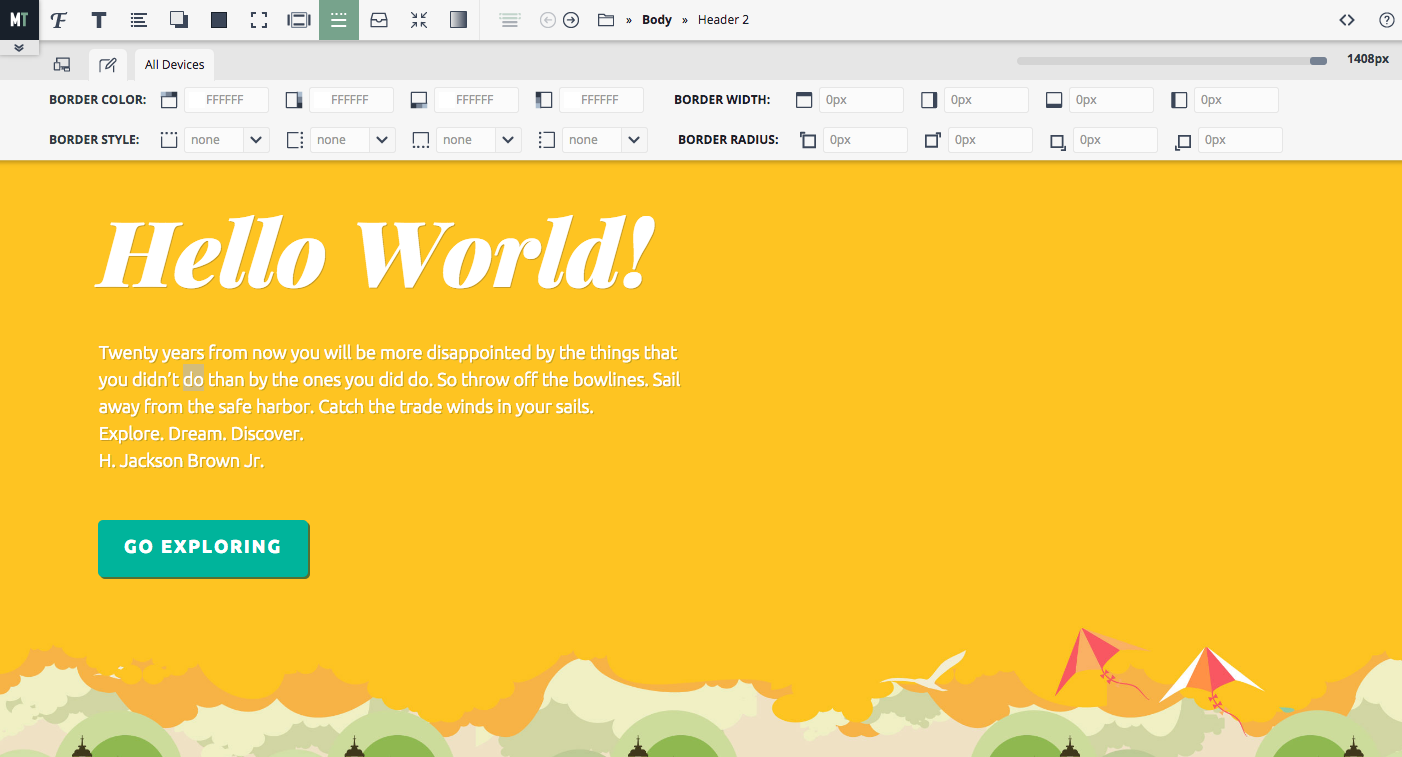 MT » Body » Header 2
All Devices 1408px
BORDER COLOR: FFFFFF FFFFFF FFFFFF FFFFFF BORDER WIDTH: 0px 0px 0px 0px
BORDER STYLE: none none none none BORDER RADIUS: 0px 0px 0px 0px
Hello World!
Twenty years from now you will be more disappointed by the things that
you didn’t do than by the ones you did do. So throw off the bowlines. Sail
away from the safe harbor. Catch the trade winds in your sails.
Explore. Dream. Discover.
H. Jackson Brown Jr.
GO EXPLORING